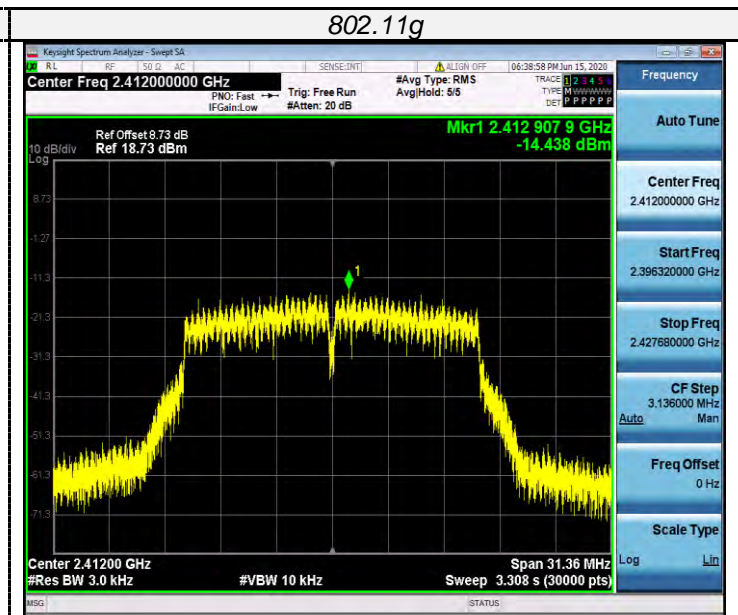 802.11g
Keysight Spectrum Analyzer - Swept SA
RL RF 50 Ω AC SENSE:INT ALIGN OFF 06:38:58 PM Jun 15, 2020
Center Freq 2.412000000 GHz
PNO: Fast
IFGain:Low
Trig: Free Run
#Atten: 20 dB
#Avg Type: RMS
Avg|Hold: 5/5
TRACE 1 2 3 4 5 6
TYPE M WWWWW
DET P P P P P P
Frequency
Auto Tune
Center Freq
2.412000000 GHz
Start Freq
2.396320000 GHz
Stop Freq
2.427680000 GHz
CF Step
3.136000 MHz
Auto Man
Freq Offset
0 Hz
Scale Type
Log Lin
Ref Offset 8.73 dB
10 dB/div Ref 18.73 dBm
Log
Mkr1 2.412 907 9 GHz
-14.438 dBm
8.73
-1.27
1
-11.3
-21.3
-31.3
-41.3
-51.3
-61.3
-71.3
Center 2.41200 GHz Span 31.36 MHz
#Res BW 3.0 kHz #VBW 10 kHz Sweep 3.308 s (30000 pts)
MSG STATUS